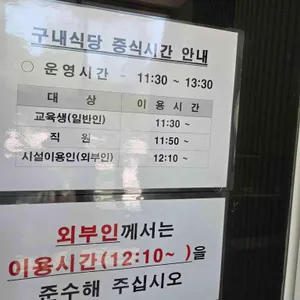 구내식당 중식시간 안내
○ 운영시간 - 11:30 ~ 13:30
대 상 이 용 시 간
교육생(일반인) 11:30 ~
직 원 11:50 ~
시설이용인(외부인) 12:10 ~
외부인께서는
이용시간(12:10~ )을
준수해 주십시오